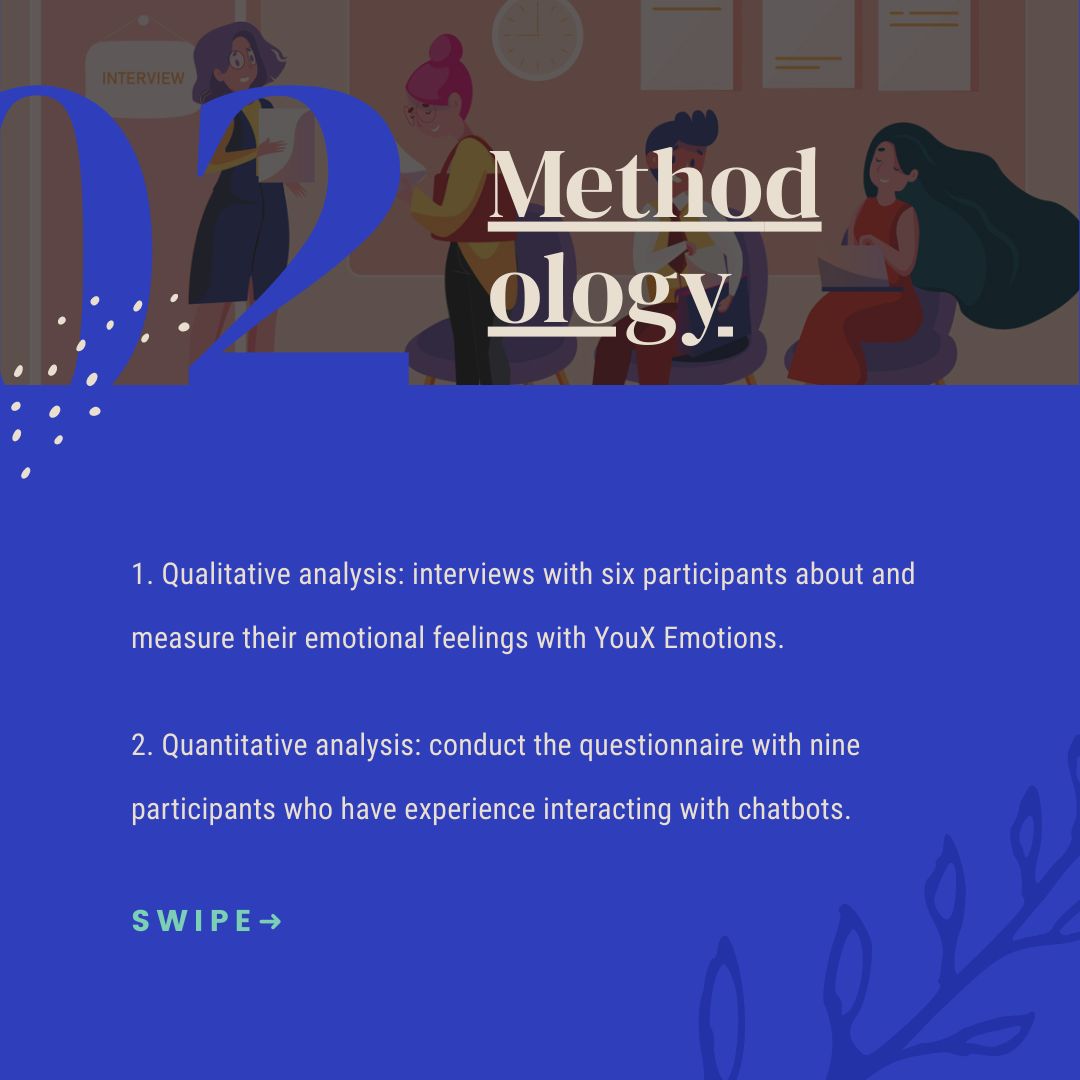 INTERVIEW
02
Method
ology.
1. Qualitative analysis: interviews with six participants about and
measure their emotional feelings with YouX Emotions.
2. Quantitative analysis: conduct the questionnaire with nine
participants who have experience interacting with chatbots.
SWIPE➔